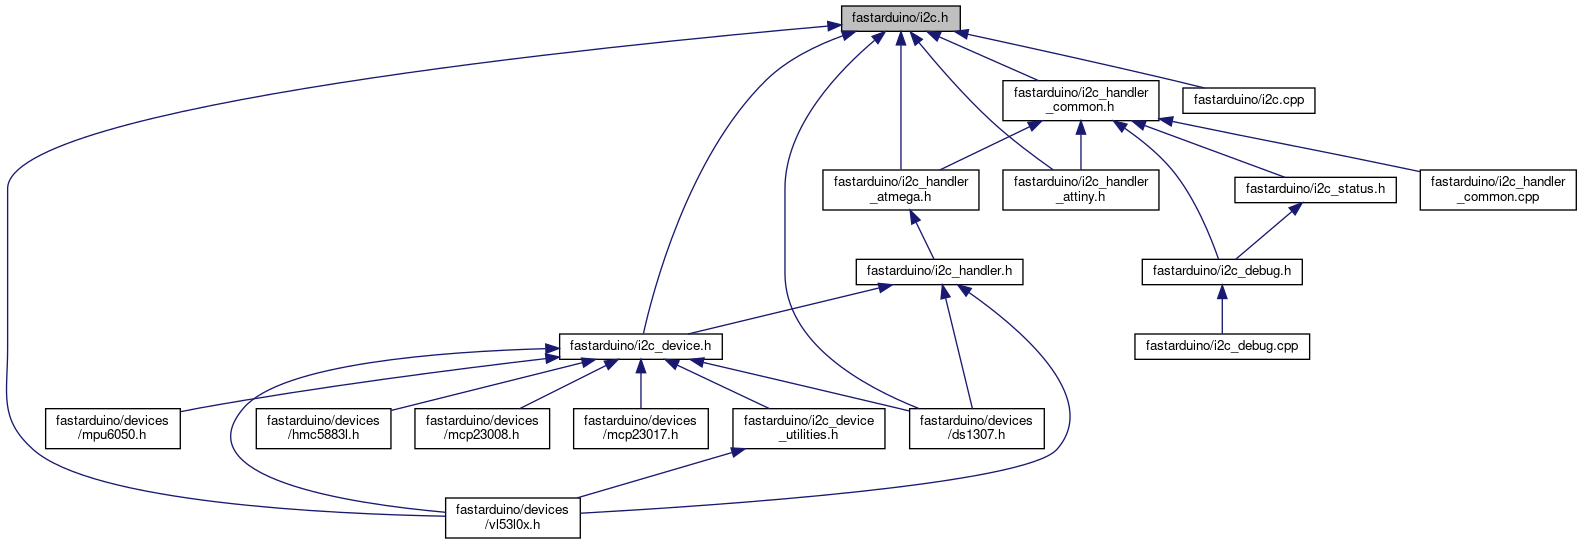 fastarduino/i2c.h
fastarduino/i2c_handler
_common.h
fastarduino/i2c.cpp
fastarduino/i2c_handler
_atmega.h
fastarduino/i2c_handler
_attiny.h
fastarduino/i2c_status.h
fastarduino/i2c_handler
_common.cpp
fastarduino/i2c_handler.h
fastarduino/i2c_debug.h
fastarduino/i2c_device.h
fastarduino/i2c_debug.cpp
fastarduino/devices
/mpu6050.h
fastarduino/devices
/hmc5883l.h
fastarduino/devices
/mcp23008.h
fastarduino/devices
/mcp23017.h
fastarduino/i2c_device
_utilities.h
fastarduino/devices
/ds1307.h
fastarduino/devices
/vl53l0x.h